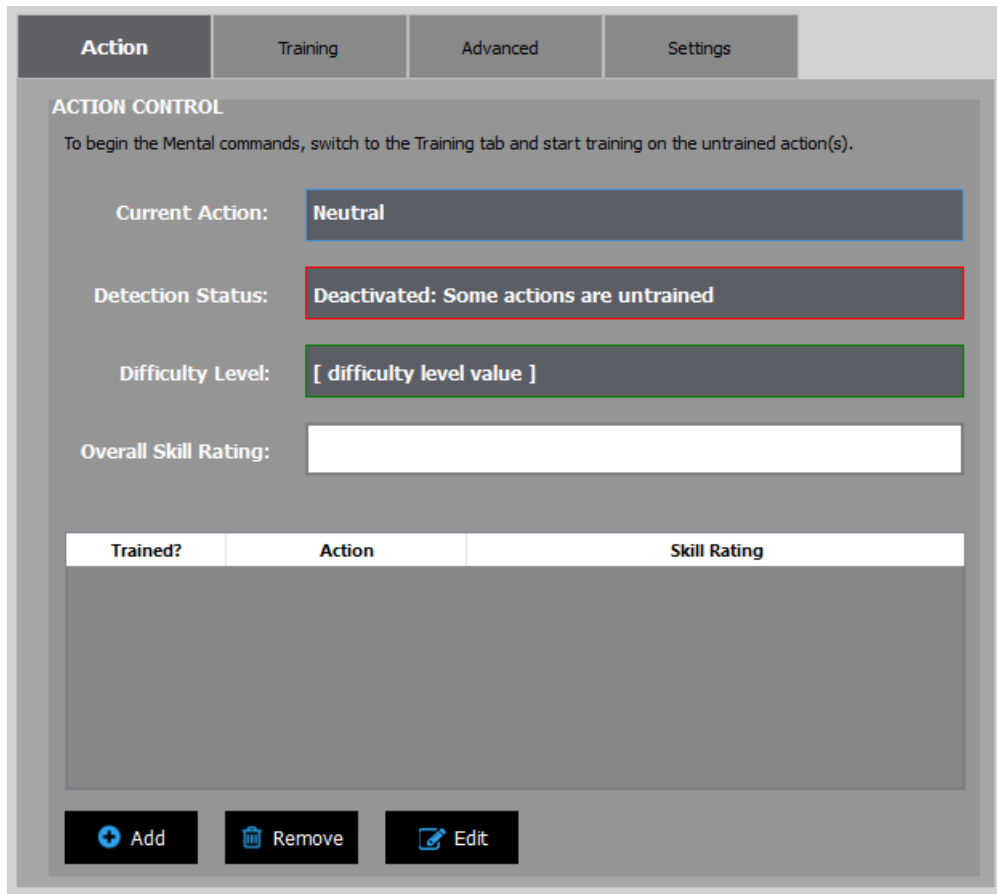 Action Training Advanced Settings
ACTION CONTROL
To begin the Mental commands, switch to the Training tab and start training on the untrained action(s).
Current Action: Neutral
Detection Status: Deactivated: Some actions are untrained
Difficulty Level: [ difficulty level value ]
Overall Skill Rating:
Trained? Action Skill Rating
Add Remove Edit